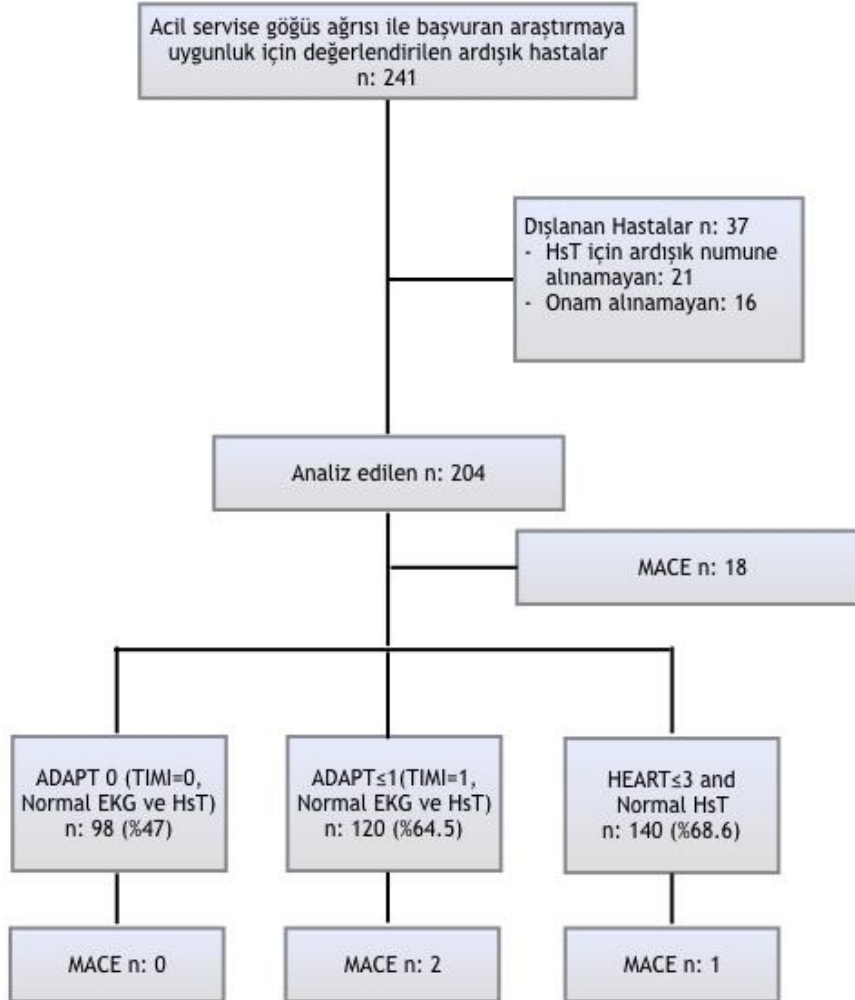 Acil servise göğüs ağrısı ile başvuran araştırmaya
uygunluk için değerlendirilen ardışık hastalar
n: 241
Dışlanan Hastalar n: 37
- HsT için ardışık numune
alınamayan: 21
- Onam alınamayan: 16
Analiz edilen n: 204
MACE n: 18
ADAPT 0 (TIMI=0,
Normal EKG ve HsT)
n: 98 (%47)
ADAPT≤1(TIMI=1,
Normal EKG ve HsT)
n: 120 (%64.5)
HEART≤3 and
Normal HsT
n: 140 (%68.6)
MACE n: 0
MACE n: 2
MACE n: 1